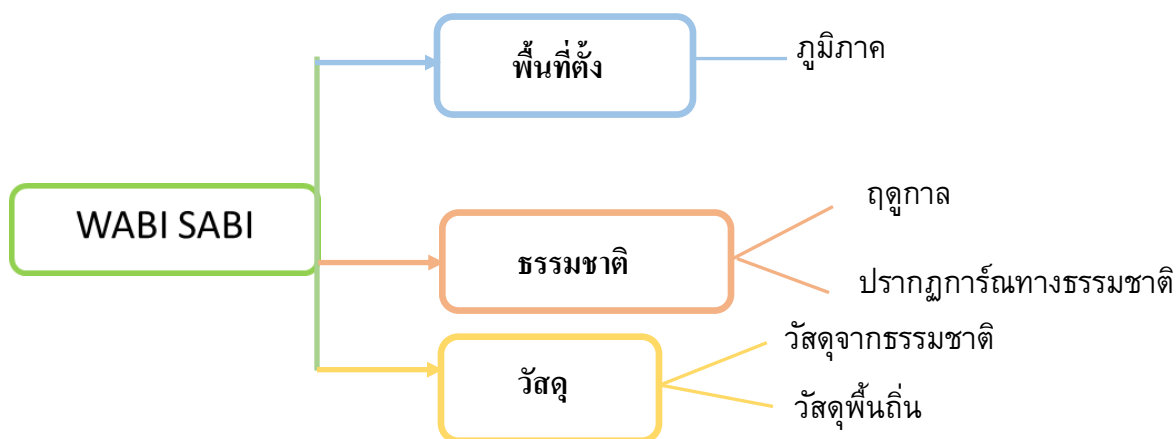 พื้นที่ตั้ง
ภูมิภาค
WABI SABI
ธรรมชาติ
ฤดูกาล
ปรากฏการ์ณทางธรรมชาติ
วัสดุ
วัสดุจากธรรมชาติ
วัสดุพื้นถิ่น